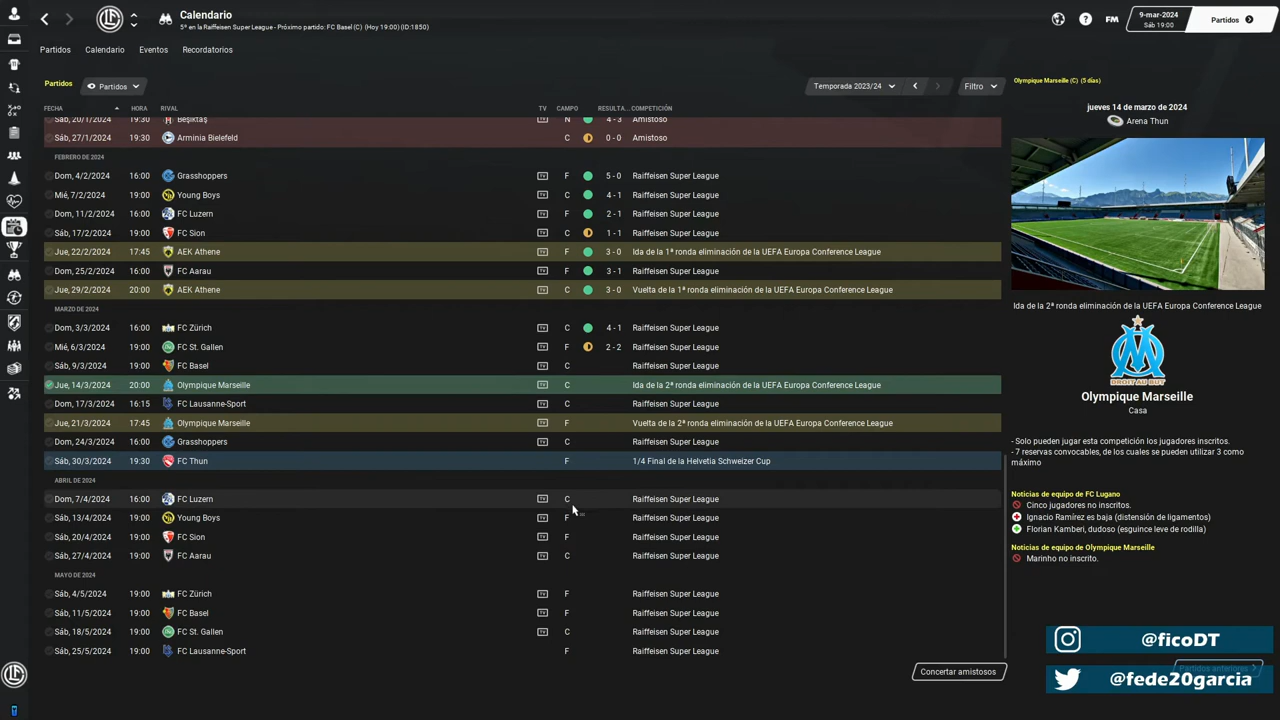 Calendario
5º en la Raiffeisen Super League - Próximo partido: FC Basel (C) (Hoy 19:00) (ID:1850)
FM
9-mar-2024
Sáb 19:00
Partidos
Partidos Calendario Eventos Recordatorios
Partidos Partidos Temporada 2023/24 Filtro
FECHA HORA RIVAL TV CAMPO RESULTA... COMPETICIÓN
Sáb, 20/1/2024 19:30 Beşiktaş N 4 - 3 Amistoso
Sáb, 27/1/2024 19:30 Arminia Bielefeld C 0 - 0 Amistoso
FEBRERO DE 2024
Dom, 4/2/2024 16:00 Grasshoppers TV F 5 - 0 Raiffeisen Super League
Mié, 7/2/2024 19:00 Young Boys TV C 4 - 1 Raiffeisen Super League
Dom, 11/2/2024 16:00 FC Luzern TV F 2 - 1 Raiffeisen Super League
Sáb, 17/2/2024 19:00 FC Sion TV C 1 - 1 Raiffeisen Super League
Jue, 22/2/2024 17:45 AEK Athene TV F 3 - 0 Ida de la 1ª ronda eliminación de la UEFA Europa Conference League
Dom, 25/2/2024 16:00 FC Aarau TV F 3 - 1 Raiffeisen Super League
Jue, 29/2/2024 20:00 AEK Athene TV C 3 - 0 Vuelta de la 1ª ronda eliminación de la UEFA Europa Conference League
MARZO DE 2024
Dom, 3/3/2024 16:00 FC Zürich TV C 4 - 1 Raiffeisen Super League
Mié, 6/3/2024 19:00 FC St. Gallen TV F 2 - 2 Raiffeisen Super League
Sáb, 9/3/2024 19:00 FC Basel TV C Raiffeisen Super League
Jue, 14/3/2024 20:00 Olympique Marseille TV C Ida de la 2ª ronda eliminación de la UEFA Europa Conference League
Dom, 17/3/2024 16:15 FC Lausanne-Sport TV C Raiffeisen Super League
Jue, 21/3/2024 17:45 Olympique Marseille TV F Vuelta de la 2ª ronda eliminación de la UEFA Europa Conference League
Dom, 24/3/2024 16:00 Grasshoppers TV C Raiffeisen Super League
Sáb, 30/3/2024 19:30 FC Thun F 1/4 Final de la Helvetia Schweizer Cup
ABRIL DE 2024
Dom, 7/4/2024 16:00 FC Luzern TV C Raiffeisen Super League
Sáb, 13/4/2024 19:00 Young Boys TV F Raiffeisen Super League
Sáb, 20/4/2024 19:00 FC Sion TV F Raiffeisen Super League
Sáb, 27/4/2024 19:00 FC Aarau TV C Raiffeisen Super League
MAYO DE 2024
Sáb, 4/5/2024 19:00 FC Zürich TV F Raiffeisen Super League
Sáb, 11/5/2024 19:00 FC Basel TV F Raiffeisen Super League
Sáb, 18/5/2024 19:00 FC St. Gallen TV C Raiffeisen Super League
Sáb, 25/5/2024 19:00 FC Lausanne-Sport F Raiffeisen Super League
Concertar amistosos
Olympique Marseille (C) (5 días)
jueves 14 de marzo de 2024
Arena Thun
Ida de la 2ª ronda eliminación de la UEFA Europa Conference League
DROIT AU BUT
Olympique Marseille
Casa
- Solo pueden jugar esta competición los jugadores inscritos.
- 7 reservas convocables, de los cuales se pueden utilizar 3 como
máximo
Noticias de equipo de FC Lugano
Cinco jugadores no inscritos.
Ignacio Ramírez es baja (distensión de ligamentos)
Florian Kamberi, dudoso (esguince leve de rodilla)
Noticias de equipo de Olympique Marseille
Marinho no inscrito.
@ficoDT
Partidos anteriores
@fede20garcia